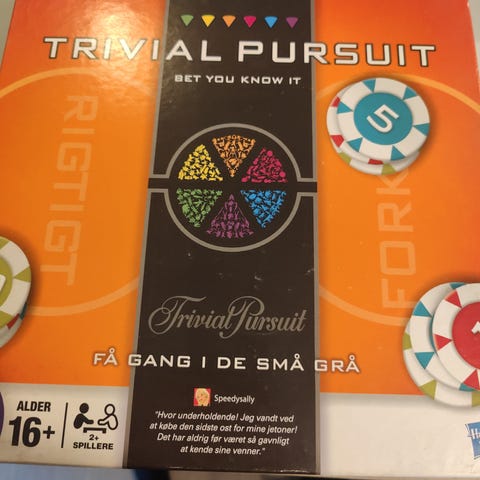 TRIVIAL PURSUIT
BET YOU KNOW IT
RIGTIGT
5
Trivial Pursuit
FÅ GANG I DE SMÅ GRÅ
ALDER
16+
2+
SPILLERE
Speedysally
"Hvor underholdende! Jeg vandt ved
at købe den sidste ost for mine jetoner!
Det har aldrig før været så gavnligt
at kende sine venner."